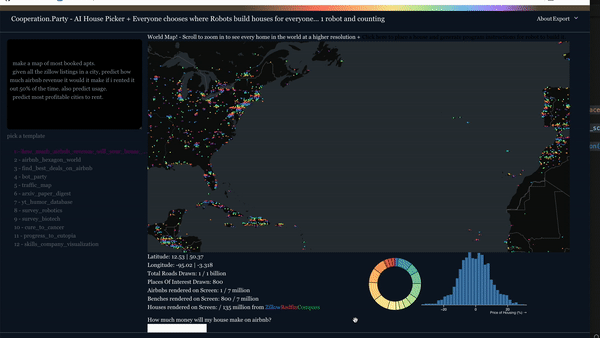 Cooperation.Party - AI House Picker + Everyone chooses where Robots build houses for everyone... 1 robot and counting
About Export
World Map! - Scroll to zoom in to see every home in the world at a higher resolution +
make a map of most booked apts.
given all the zillow listings in a city, predict how
much airbnb revenue it would it make if i rented it
out 50% of the time. also predict usage.
predict most profitable cities to rent.
pick a template
2 - airbnb_hexagon_world
3 - find_best_deals_on_airbnb
4 - bot_party
5 - traffic_map
6 - arxiv_paper_digest
7 - yt_humor_database
8 - survey_robotics
9 - survey_biotech
10 - cure_to_cancer
11 - progress_to_zutopia
12 - skills_company_visualization
Latitude: 12.53 | 50.37
Longitude: -95.02 | -3.318
Total Roads Drawn: 1 / 1 billion
Places Of Interest Drawn: 800
Airbnbs rendered on Screen: 1 / 7 million
Benches rendered on Screen: 800 / 7 million
Houses rendered on Screen: / 135 million from ZillowRedfinCompass
How much money will my house make on airbnb?
0
Price of Housing (%) →